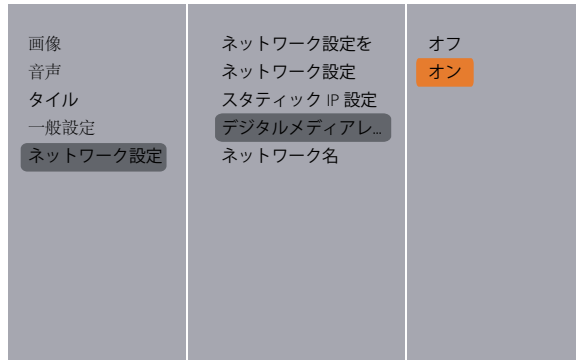 画像
音声
タイル
一般設定
ネットワーク設定
ネットワーク設定を
ネットワーク設定
スタティック IP 設定
デジタルメディアレ...
ネットワーク名
オフ
オン